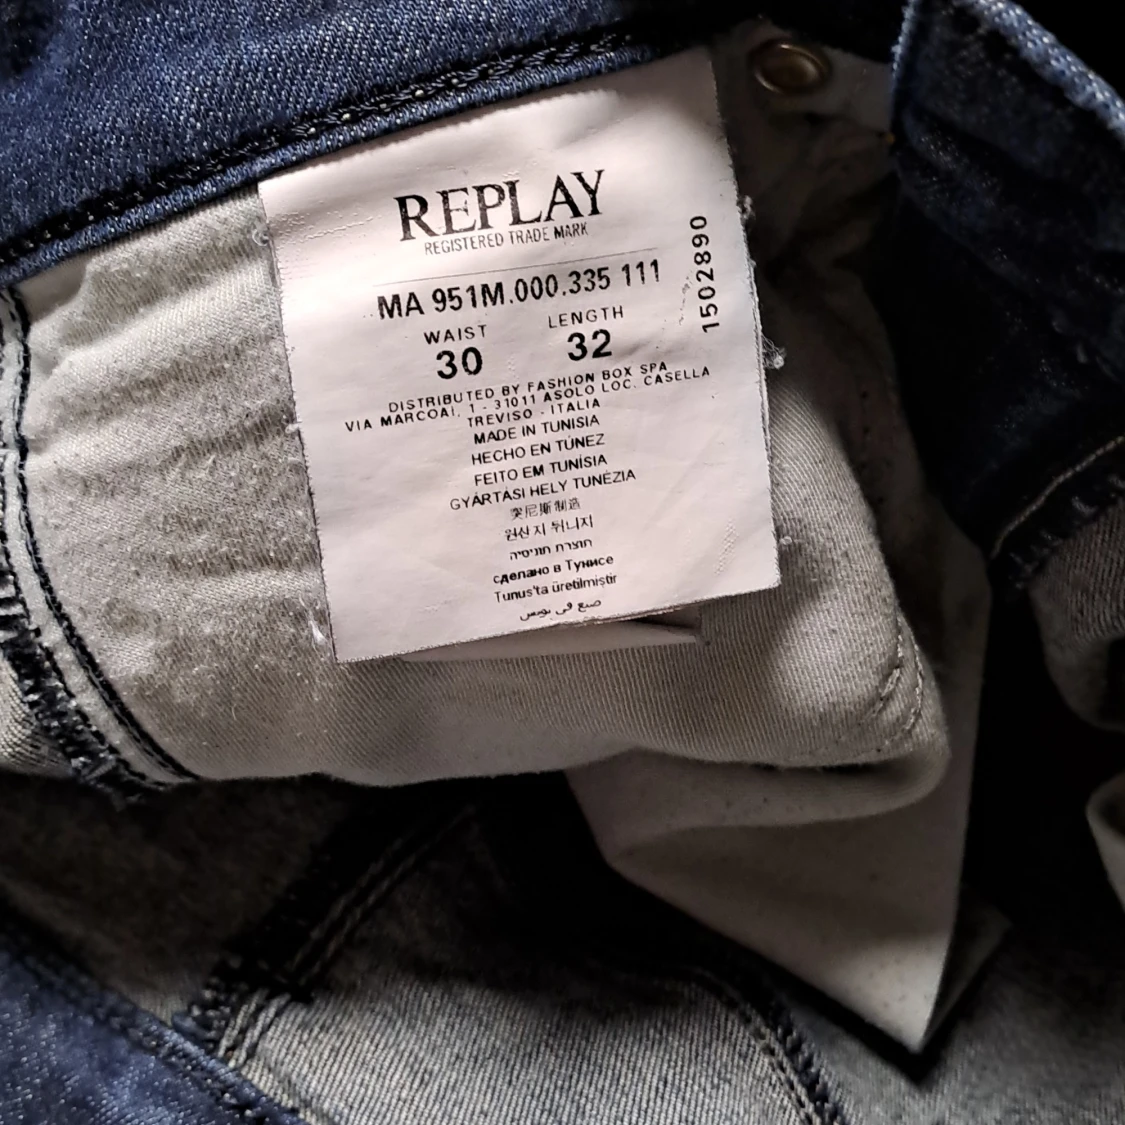 REPLAY
REGISTERED TRADE MARK
MA 951M.000.335 111
1502890
WAIST LENGTH
30 32
DISTRIBUTED BY FASHION BOX SPA
VIA MARCOAI, 1 - 31011 ASOLO LOC. CASELLA
TREVISO - ITALIA
MADE IN TUNISIA
HECHO EN TÚNEZ
FEITO EM TUNÍSIA
GYÁRTÁSI HELY TUNÉZIA
突尼斯制造
원산지 튀니지
תוצרת תוניסיה
сделано в Тунисе
Tunus'ta üretilmiştir
صنع في تونس